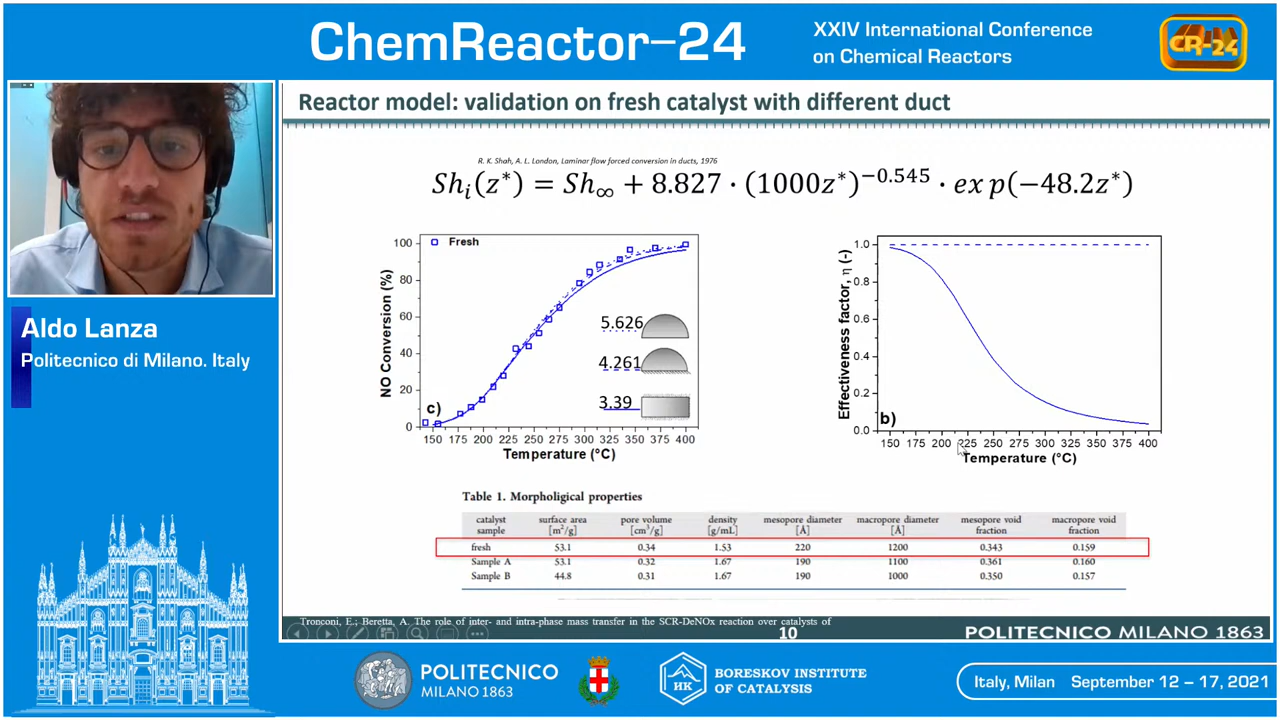 ChemReactor-24
XXIV International Conference
on Chemical Reactors
CR-24
Aldo Lanza
Politecnico di Milano. Italy
Reactor model: validation on fresh catalyst with different duct
R. K. Shah, A. L. London, Laminar flow forced conversion in ducts, 1976
Sh_i(z*) = Sh_∞ + 8.827 · (1000z*)^−0.545 · ex p(−48.2z*)
NO Conversion (%)
100
80
60
40
20
0
Fresh
5.626
4.261
3.39
c)
150 175 200 225 250 275 300 325 350 375 400
Temperature (°C)
Effectiveness factor, η (-)
1.0
0.8
0.6
0.4
0.2
0.0
b)
150 175 200 225 250 275 300 325 350 375 400
Temperature (°C)
Table 1. Morpholigical properties
catalyst sample surface area [m²/g] pore volume [cm³/g] density [g/mL] mesopore diameter [Å] macropore diameter [Å] mesopore void fraction macropore void fraction
fresh 53.1 0.34 1.53 220 1200 0.343 0.159
Sample A 53.1 0.32 1.67 190 1100 0.361 0.160
Sample B 44.8 0.31 1.67 190 1000 0.350 0.157
Tronconi, E.; Beretta, A. The role of inter- and intra-phase mass transfer in the SCR-DeNOx reaction over catalysts of
10
POLITECNICO MILANO 1863
POLITECNICO
MILANO 1863
НК
BORESKOV INSTITUTE
OF CATALYSIS
Italy, Milan September 12 – 17, 2021